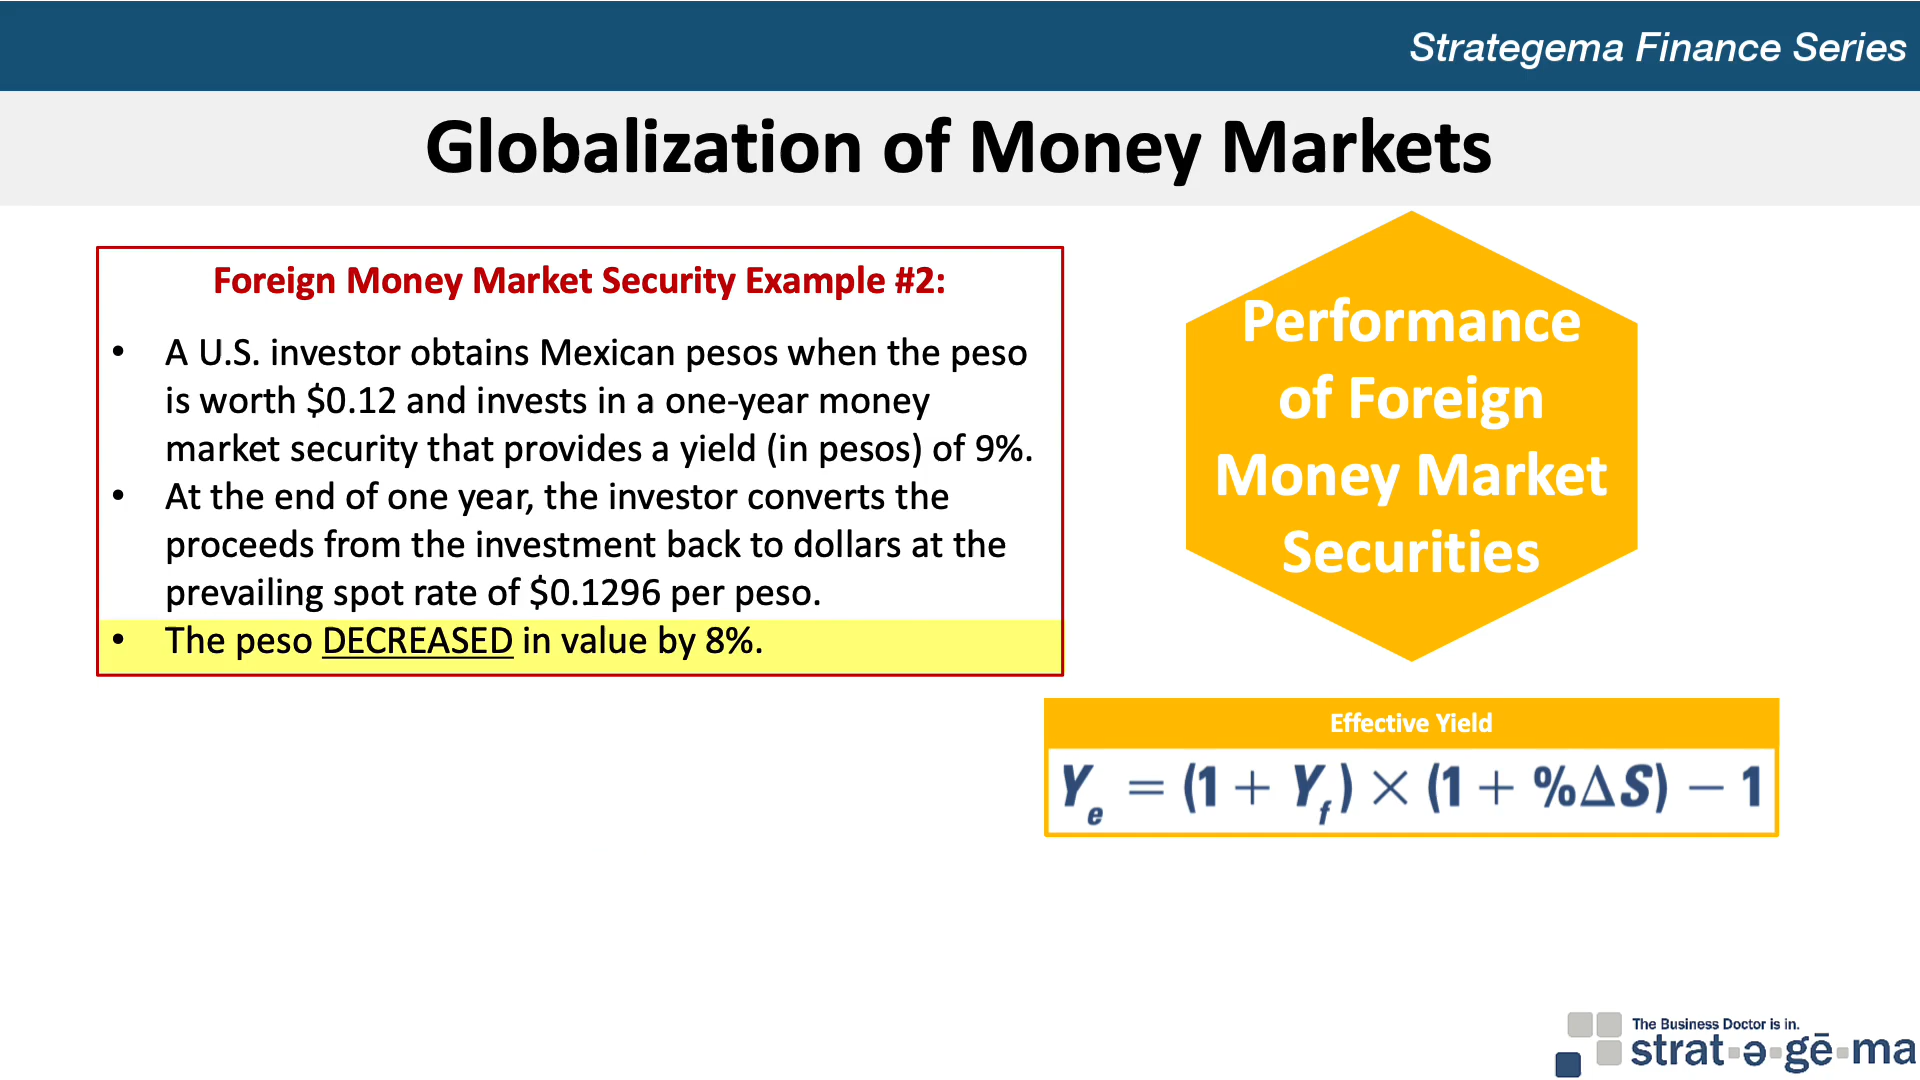 Strategema Finance Series
Globalization of Money Markets
Foreign Money Market Security Example #2:
• A U.S. investor obtains Mexican pesos when the peso
is worth $0.12 and invests in a one-year money
market security that provides a yield (in pesos) of 9%.
• At the end of one year, the investor converts the
proceeds from the investment back to dollars at the
prevailing spot rate of $0.1296 per peso.
• The peso DECREASED in value by 8%.
Performance
of Foreign
Money Market
Securities
Effective Yield
Yₑ = (1 + Y_f) × (1 + %ΔS) − 1
The Business Doctor is in.
strat▪ə▪gē▪ma